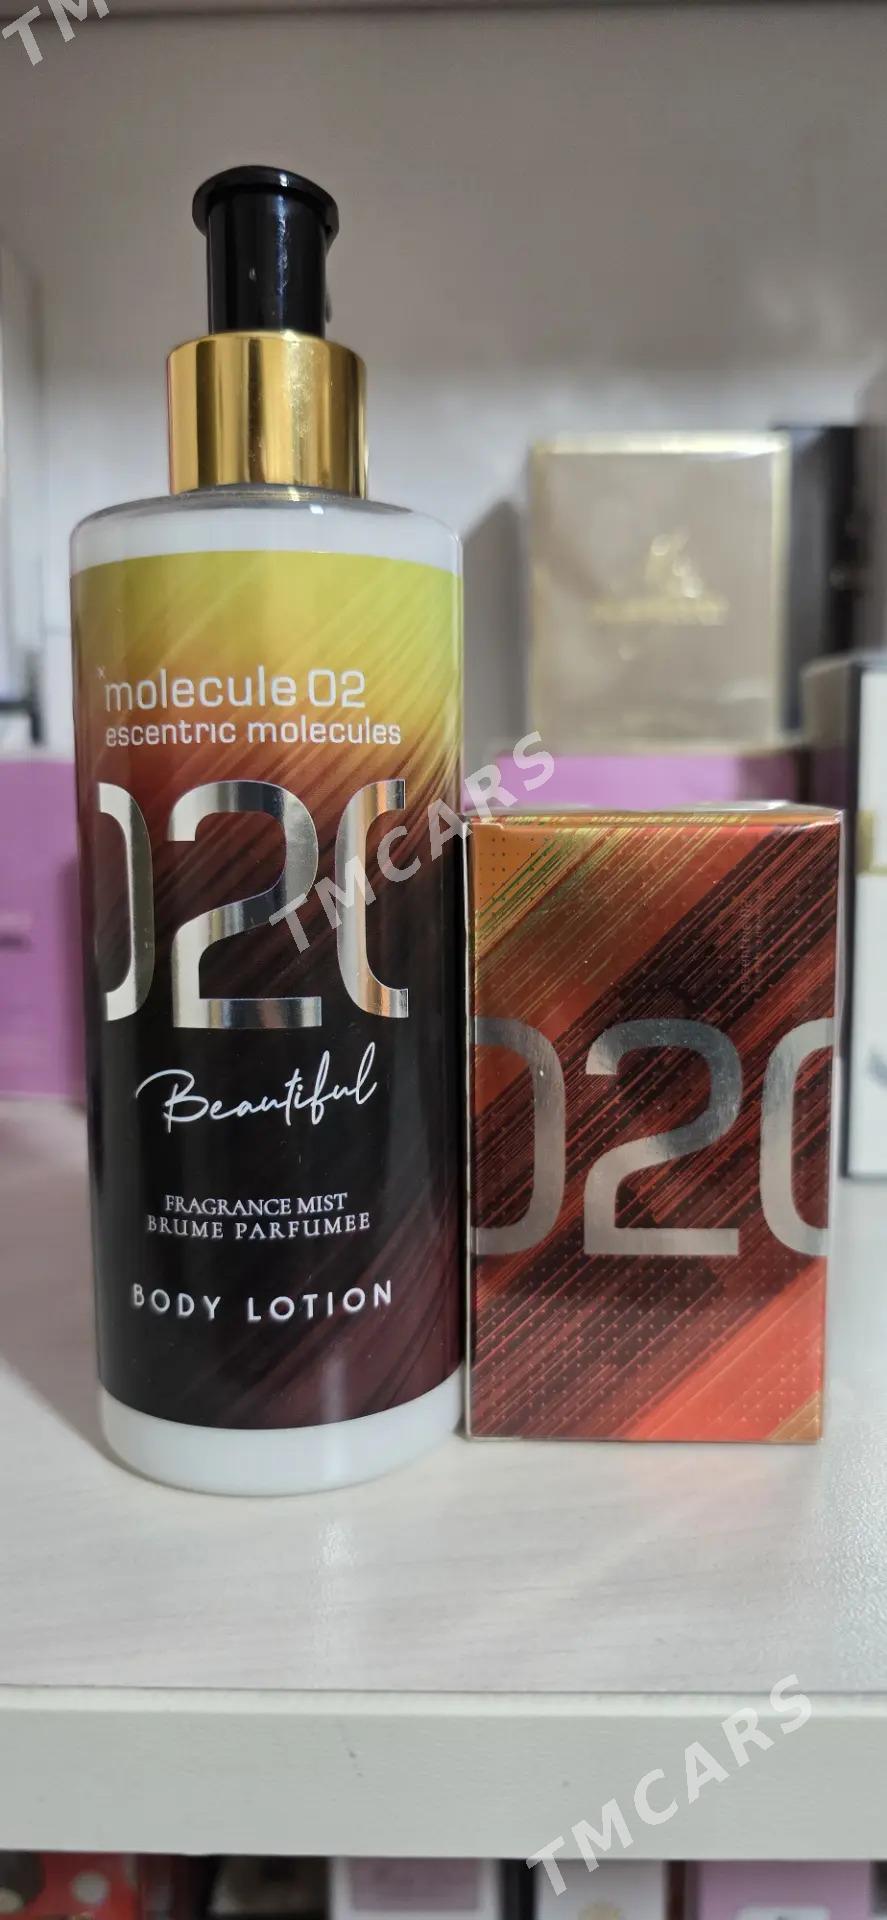 TM
molecule 02
escentric molecules
020
TMCARS
Beautiful
FRAGRANCE MIST
BRUME PARFUMEE
BODY LOTION
020
TMCARS